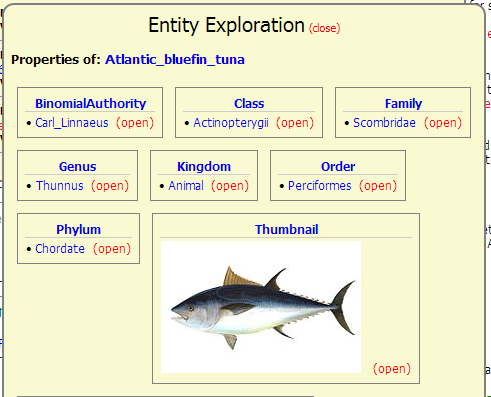 Entity Exploration (close)
Properties of: Atlantic_bluefin_tuna
BinomialAuthority
• Carl_Linnaeus (open)
Class
• Actinopterygii (open)
Family
• Scombridae (open)
Genus
• Thunnus (open)
Kingdom
• Animal (open)
Order
• Perciformes (open)
Phylum
• Chordate (open)
Thumbnail
(open)